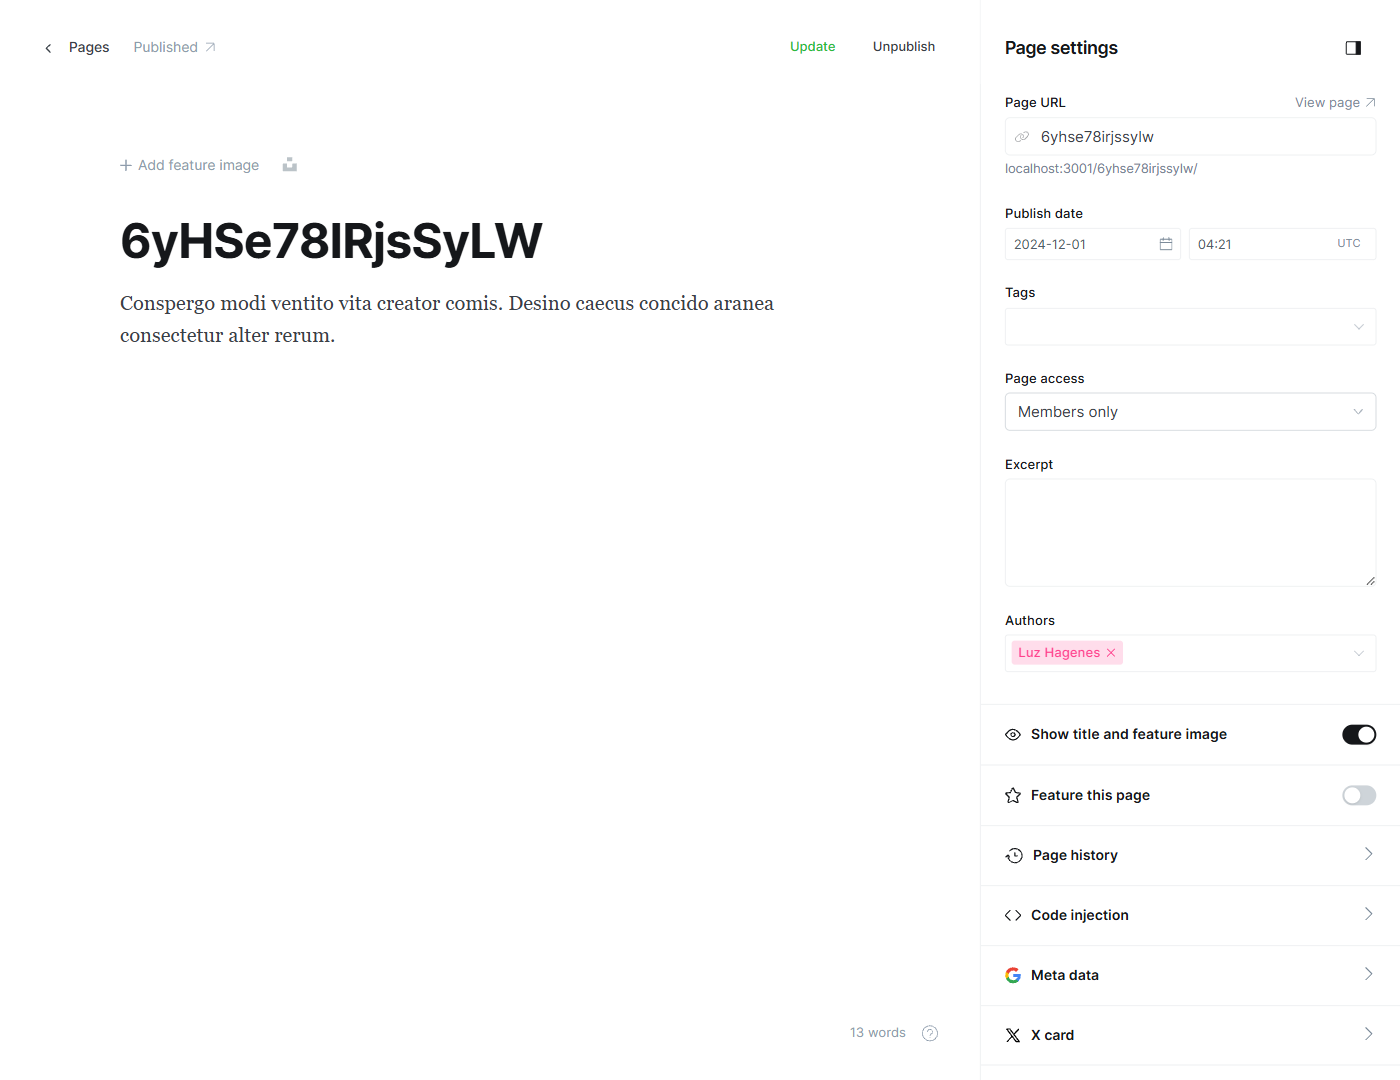 Pages
Published
Update
Unpublish
Add feature image
6yHSe78IRjsSyLW
Conspergo modi ventito vita creator comis. Desino caecus concido aranea
consectetur alter rerum.
13 words
Page settings
Page URL
View page
6yhse78irjssylw
localhost:3001/6yhse78irjssylw/
Publish date
2024-12-01
04:21
UTC
Tags
Page access
Members only
Excerpt
Authors
Luz Hagenes
Show title and feature image
Feature this page
Page history
Code injection
Meta data
X card